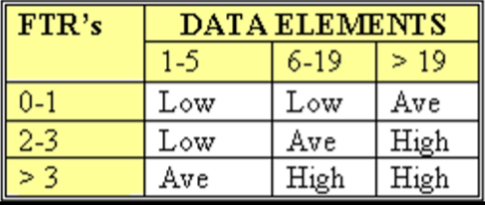 FTR's DATA ELEMENTS
1-5 6-19 > 19
0-1 Low Low Ave
2-3 Low Ave High
> 3 Ave High High